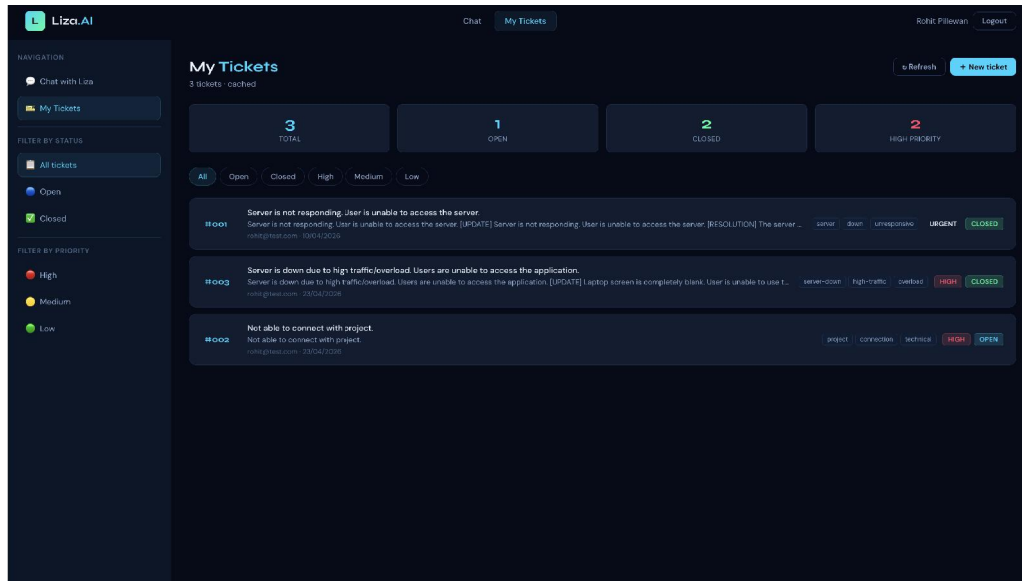 L Liza.AI
Chat
My Tickets
Rohit Pillewan
Logout
NAVIGATION
Chat with Liza
My Tickets
FILTER BY STATUS
All tickets
Open
Closed
FILTER BY PRIORITY
High
Medium
Low
My Tickets
3 tickets · cached
↻ Refresh
+ New ticket
3
TOTAL
1
OPEN
2
CLOSED
2
HIGH PRIORITY
All
Open
Closed
High
Medium
Low
#001
Server is not responding. User is unable to access the server.
Server is not responding. User is unable to access the server. [UPDATE] Server is not responding. User is unable to access the server. [RESOLUTION] The server ...
rohit@test.com · 10/04/2026
server
down
unresponsive
URGENT
CLOSED
#003
Server is down due to high traffic/overload. Users are unable to access the application.
Server is down due to high traffic/overload. Users are unable to access the application. [UPDATE] Laptop screen is completely blank. User is unable to use t...
rohit@test.com · 23/04/2026
server-down
high-traffic
overload
HIGH
CLOSED
#002
Not able to connect with project.
Not able to connect with project.
rohit@test.com · 23/04/2026
project
connection
technical
HIGH
OPEN